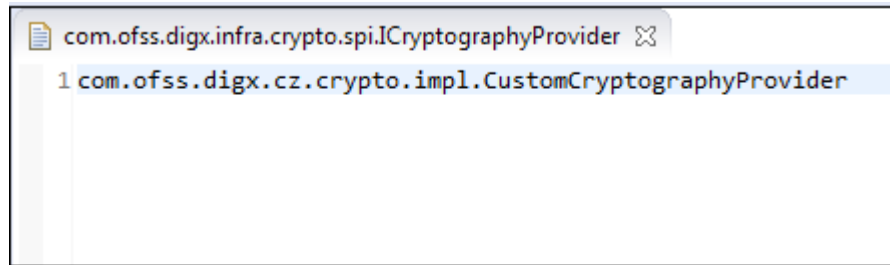 com.ofss.digx.infra.crypto.spi.ICryptographyProvider
1 com.ofss.digx.cz.crypto.impl.CustomCryptographyProvider